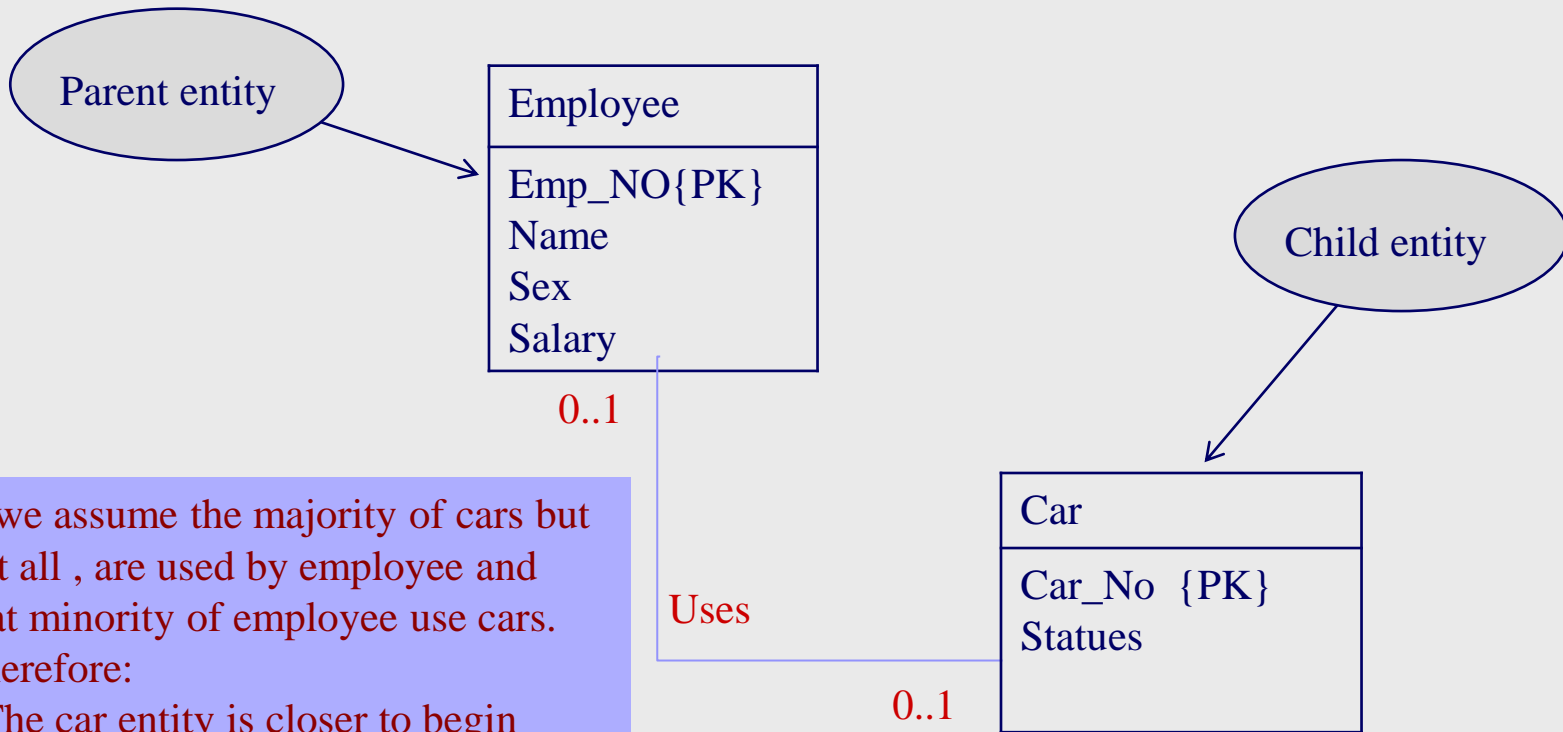 Parent entity
Employee
Emp_NO{PK}
Name
Sex
Salary
Child entity
0..1
we assume the majority of cars but
t all , are used by employee and
at minority of employee use cars.
erefore:
The car entity is closer to begin
Uses
0..1
Car
Car_No {PK}
Statues